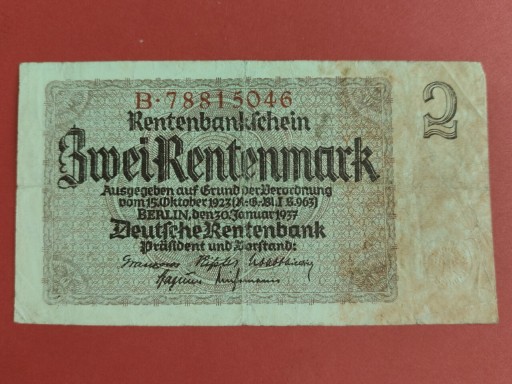 B·78815046
Rentenbankschein
2
Zwei Rentenmark
Ausgegeben auf Grund der Verordnung
vom 15. Oktober 1923 (R.-G.-Bl. I S. 963)
BERLIN, den 30. Januar 1937
Deutsche Rentenbank
Präsident und Vorstand: